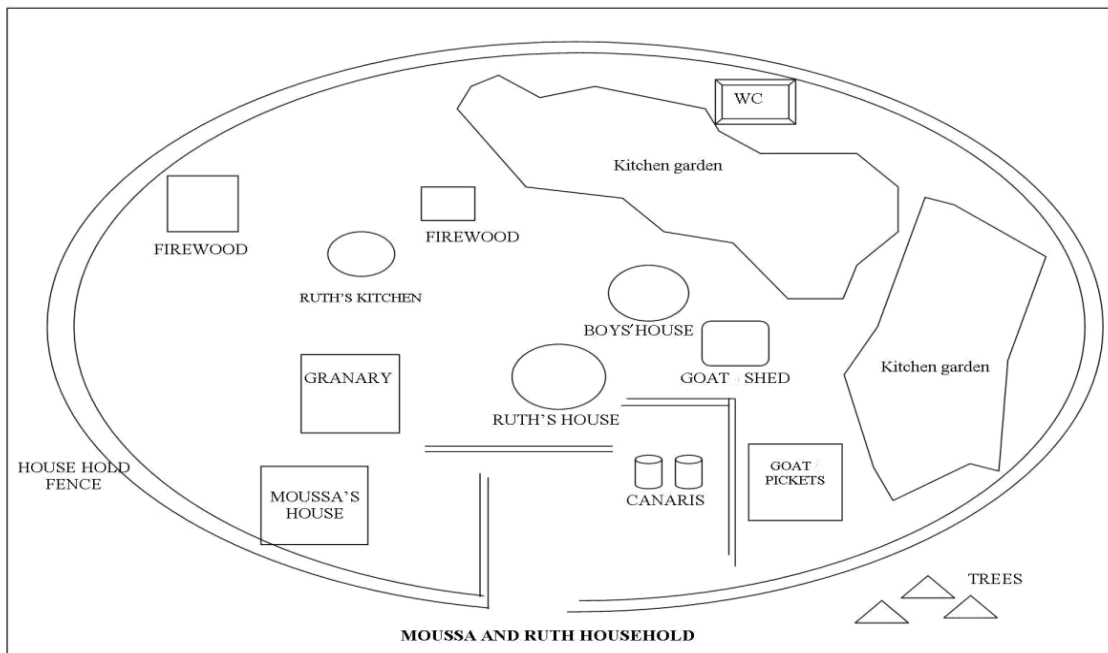 WC
Kitchen garden
FIREWOOD
FIREWOOD
RUTH'S KITCHEN
BOYS'HOUSE
Kitchen garden
GRANARY
GOAT SHED
RUTH'S HOUSE
HOUSE HOLD
FENCE
MOUSSA'S
HOUSE
CANARIS
GOAT
PICKETS
TREES
MOUSSA AND RUTH HOUSEHOLD